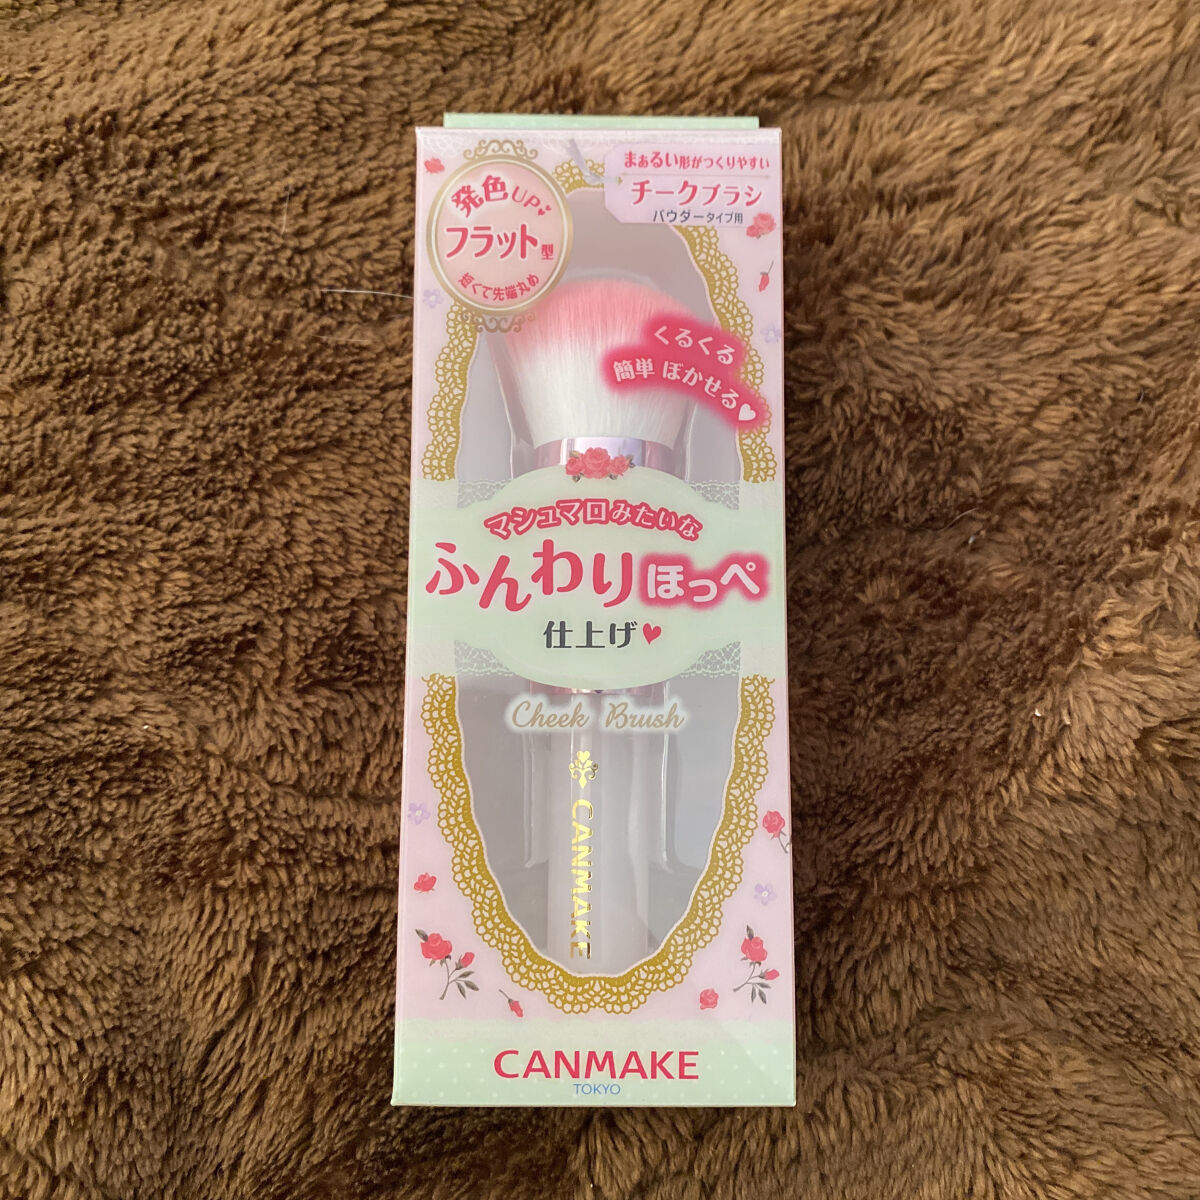 発色UP♥
フラット型
短くて先端丸め
まぁるい形がつくりやすい
チークブラシ
パウダータイプ用
くるくる
簡単 ぼかせる♥
マシュマロみたいな
ふんわりほっぺ
仕上げ♥
Cheek Brush
CANMAKE
CANMAKE
TOKYO